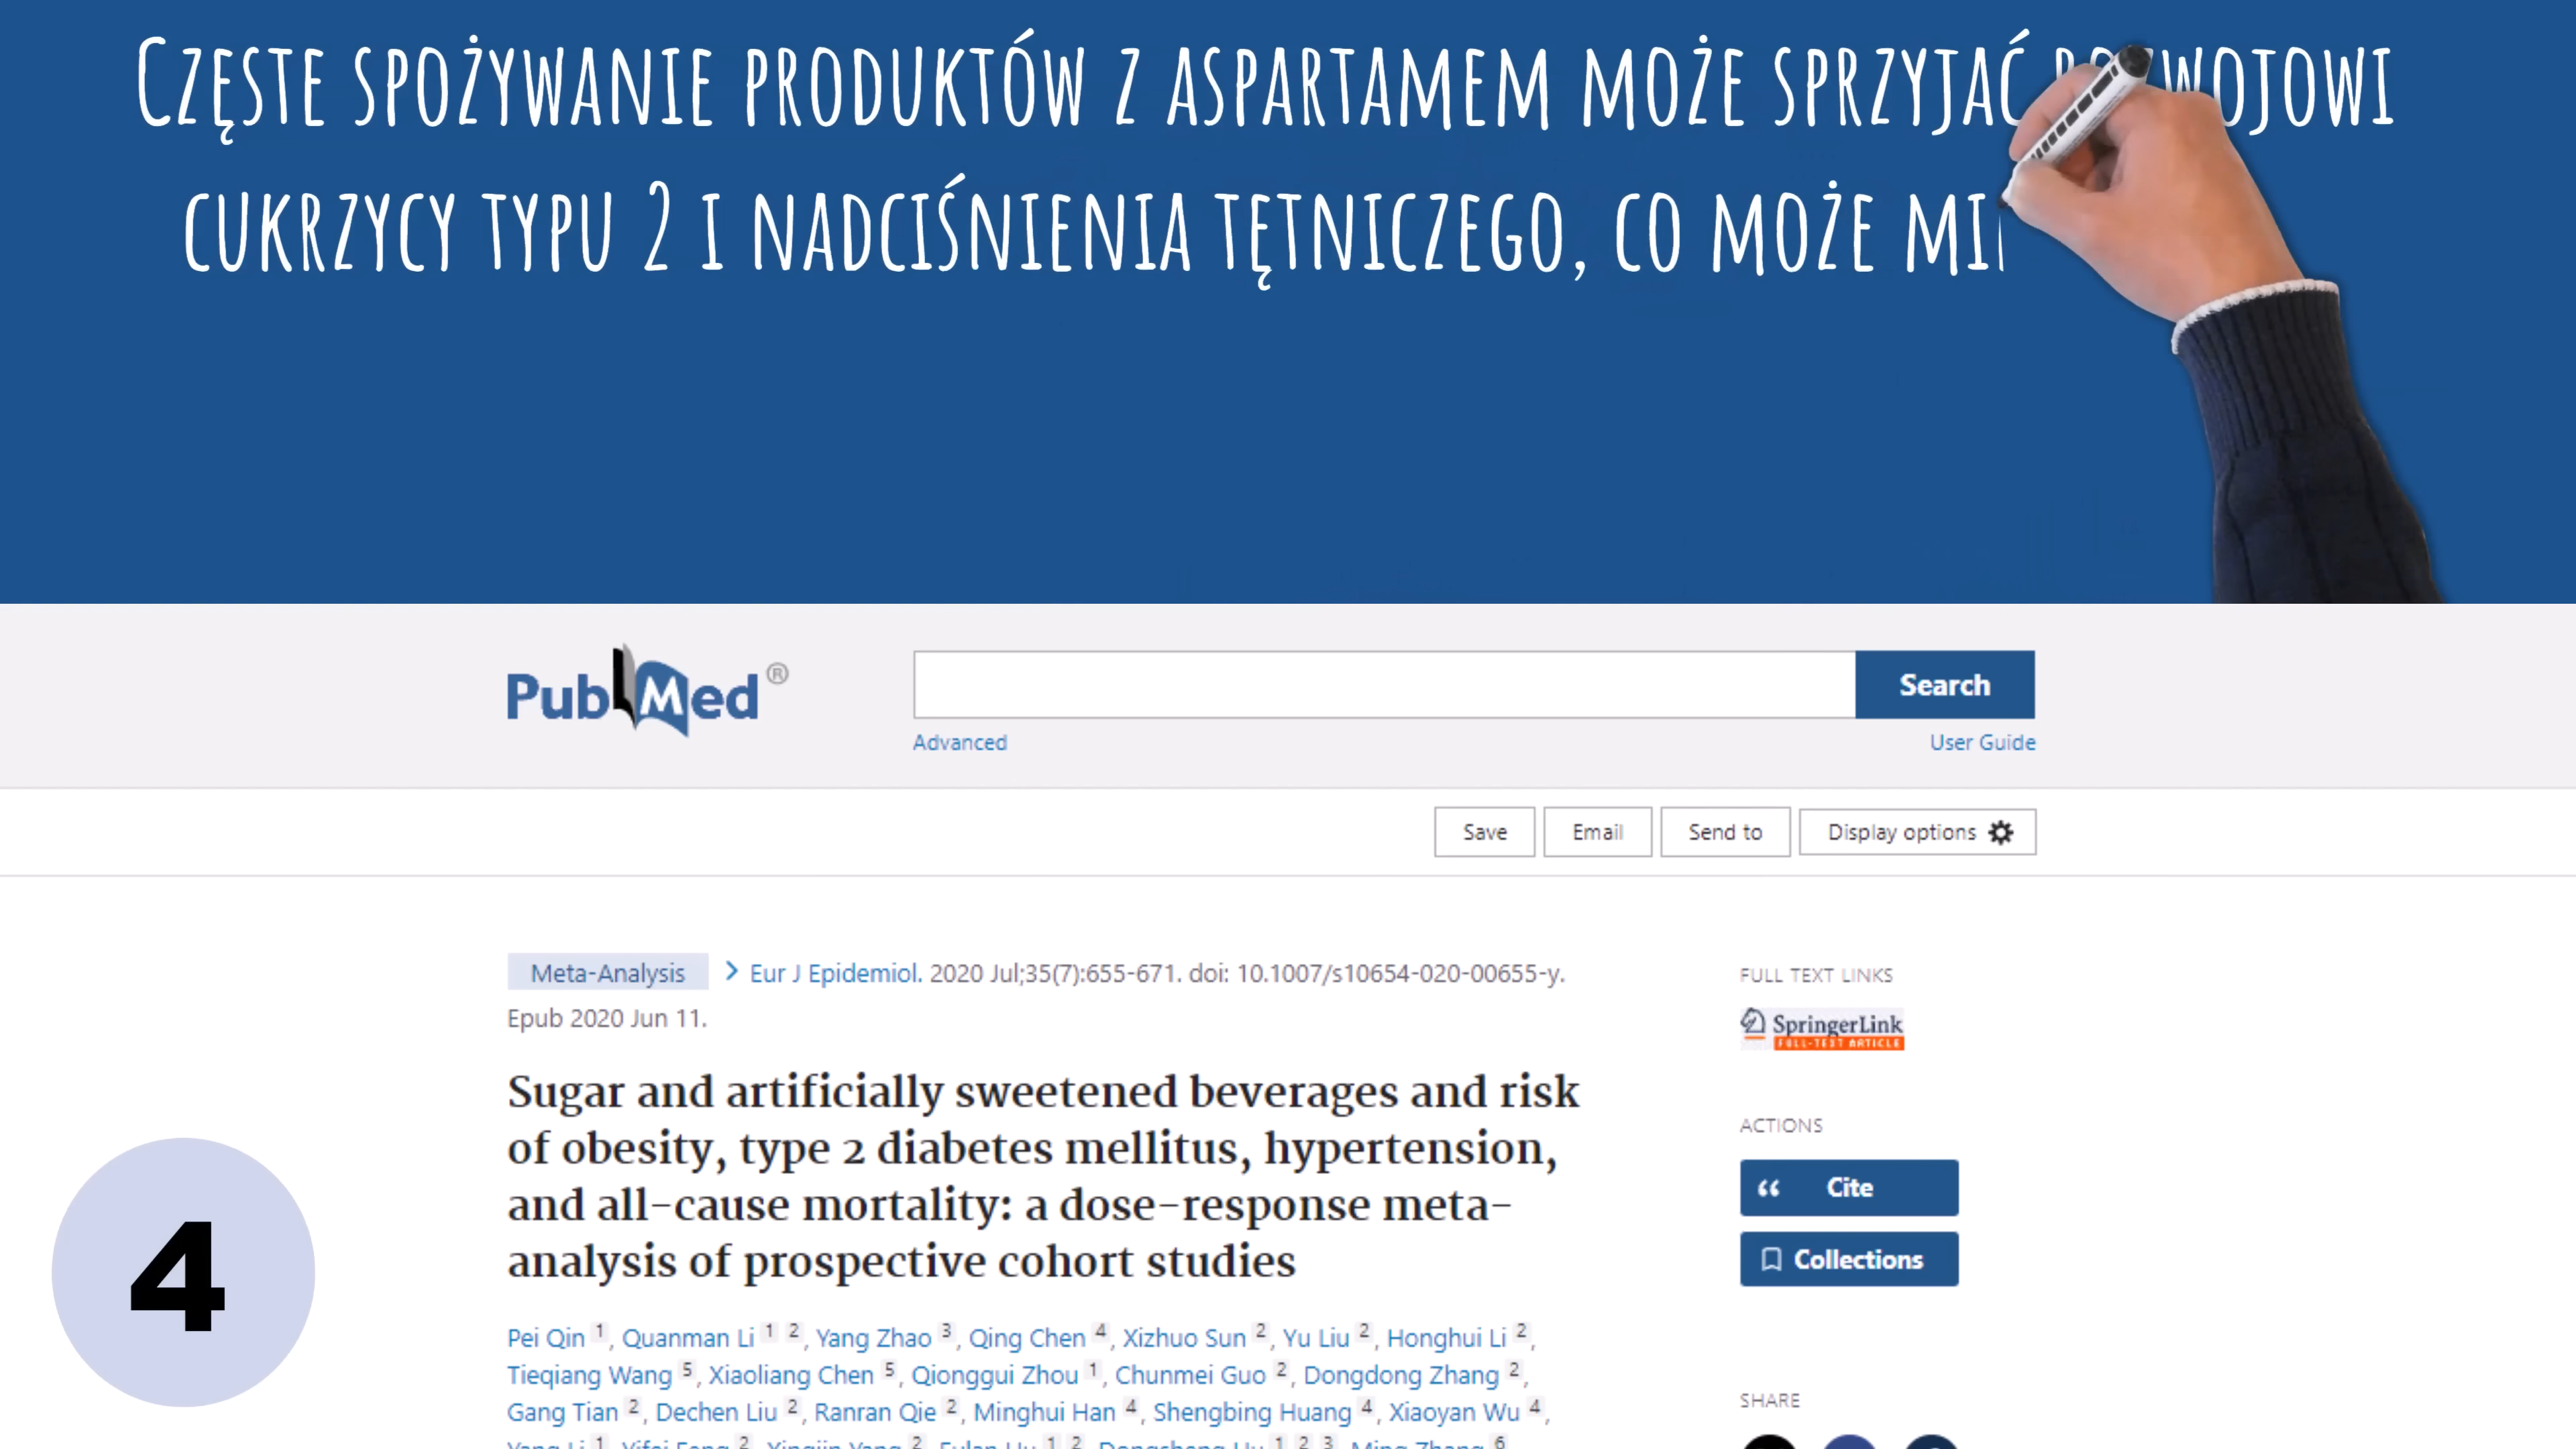 Częste spożywanie produktów z aspartamem może sprzyjać
cukrzycy typu 2 i nadciśnienia tętniczego, co może
PubMed®
Search
Advanced
User Guide
Save
Email
Send to
Display options
Meta-Analysis > Eur J Epidemiol. 2020 Jul;35(7):655-671. doi: 10.1007/s10654-020-00655-y.
Epub 2020 Jun 11.
FULL TEXT LINKS
SpringerLink
FULL-TEXT ARTICLE
Sugar and artificially sweetened beverages and risk
of obesity, type 2 diabetes mellitus, hypertension,
and all-cause mortality: a dose-response meta-
analysis of prospective cohort studies
ACTIONS
Cite
Collections
4
Pei Qin 1, Quanman Li 1 2, Yang Zhao 3, Qing Chen 4, Xizhuo Sun 2, Yu Liu 2, Honghui Li 2,
Tieqiang Wang 5, Xiaoliang Chen 5, Qionggui Zhou 1, Chunmei Guo 2, Dongdong Zhang 2,
Gang Tian 2, Dechen Liu 2, Ranran Qie 2, Minghui Han 4, Shengbing Huang 4, Xiaoyan Wu 4,
SHARE